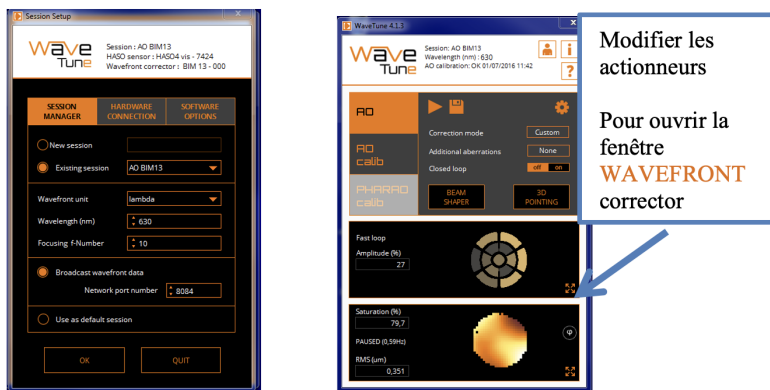 Session Setup
Wave
Tune
Session : AO BIM13
HASO sensor : HASO4 vis - 7424
Wavefront corrector : BIM 13 - 000
SESSION
MANAGER
HARDWARE
CONNECTION
SOFTWARE
OPTIONS
New session
Existing session
AO BIM13
Wavefront unit
lambda
Wavelength (nm)
630
Focusing f-Number
10
Broadcast wavefront data
Network port number
8084
Use as default session
OK
QUIT
WaveTune 4.1.3
x
Wave
Tune
Session: AO BIM13
Wavelength (nm) : 630
AO calibration: OK 01/07/2016 11:42
i
?
AO
AO
calib
PHARAO
calib
Correction mode
Custom
Additional aberrations
None
Closed loop
off
on
BEAM
SHAPER
3D
POINTING
Fast loop
Amplitude (%)
27
Saturation (%)
79,7
PAUSED (0,59Hz)
RMS (um)
0,351
φ
Modifier les
actionneurs
Pour ouvrir la
fenêtre
WAVEFRONT
corrector